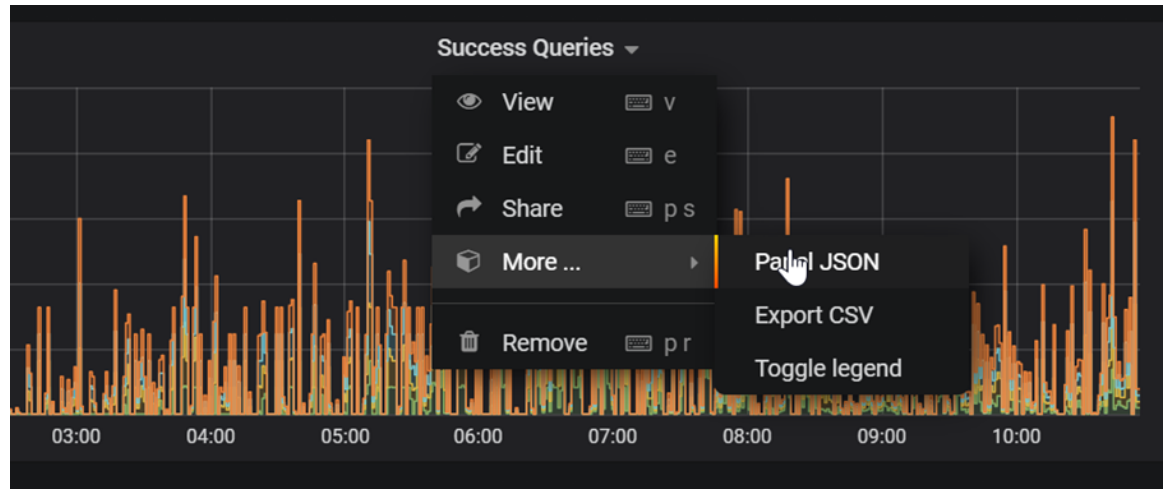 Success Queries
View v
Edit e
Share p s
More ...
Panel JSON
Export CSV
Remove p r
Toggle legend
03:00 04:00 05:00 06:00 07:00 08:00 09:00 10:00